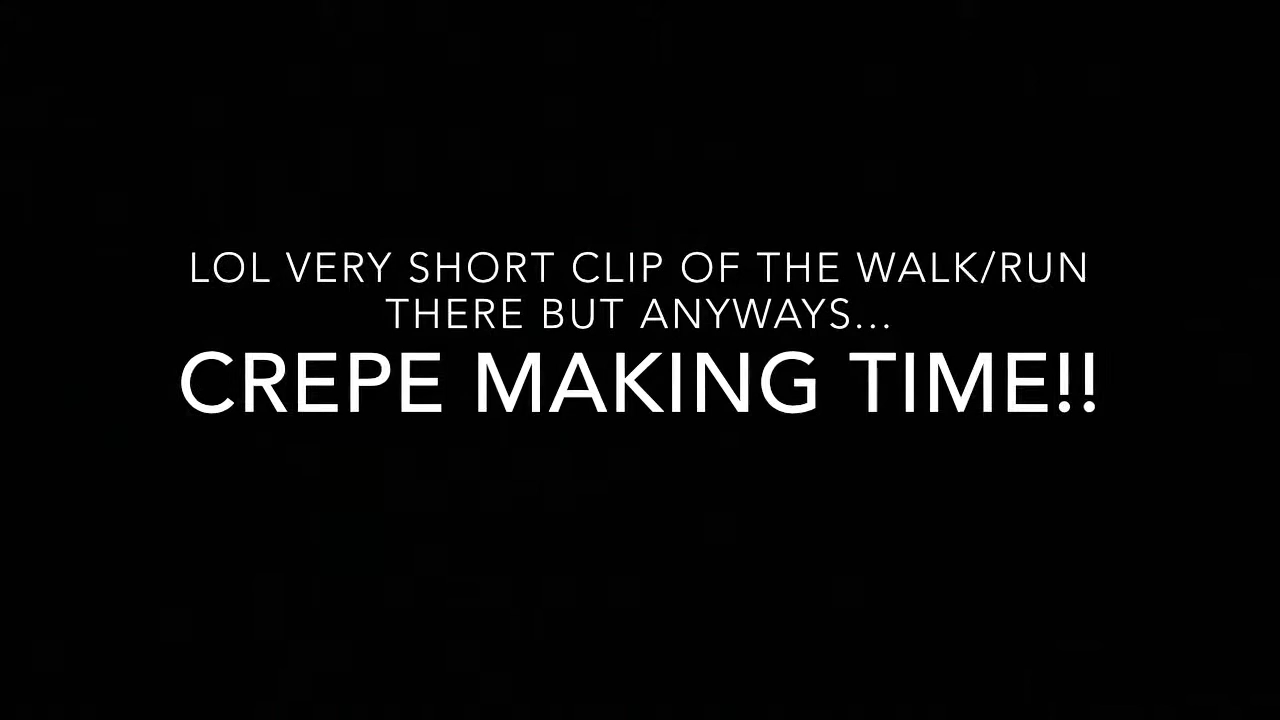 LOL VERY SHORT CLIP OF THE WALK/RUN
THERE BUT ANYWAYS...
CREPE MAKING TIME!!